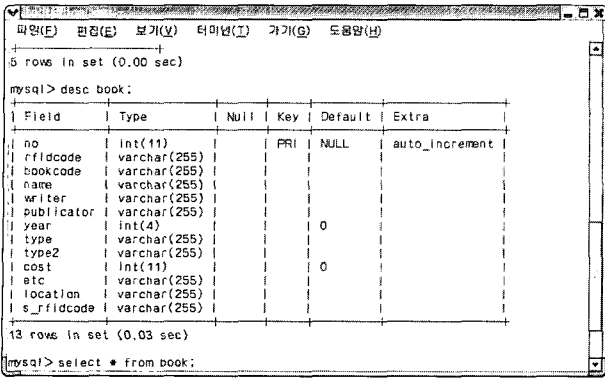 파일(F) 편집(E) 보기(V) 터미널(T) 가기(G) 도움말(H)
5 rows in set (0.00 sec)
mysql> desc book;
| Field | Type | Null | Key | Default | Extra |
| no | int(11) | | PRI | NULL | auto_increment |
| rfidcode | varchar(255) | | | | |
| bookcode | varchar(255) | | | | |
| name | varchar(255) | | | | |
| writer | varchar(255) | | | | |
| publicator | varchar(255) | | | | |
| year | int(4) | | | 0 | |
| type | varchar(255) | | | | |
| type2 | varchar(255) | | | | |
| cost | int(11) | | | 0 | |
| etc | varchar(255) | | | | |
| location | varchar(255) | | | | |
| s_rfidcode | varchar(255) | | | | |
13 rows in set (0.03 sec)
mysql> select * from book;